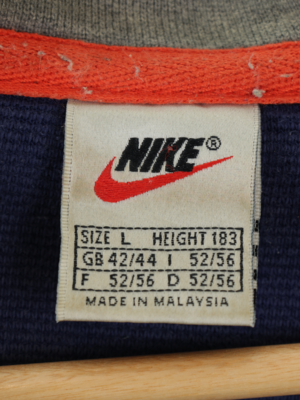 NIKE®
SIZE L HEIGHT 183
GB 42/44 I 52/56
F 52/56 D 52/56
MADE IN MALAYSIA